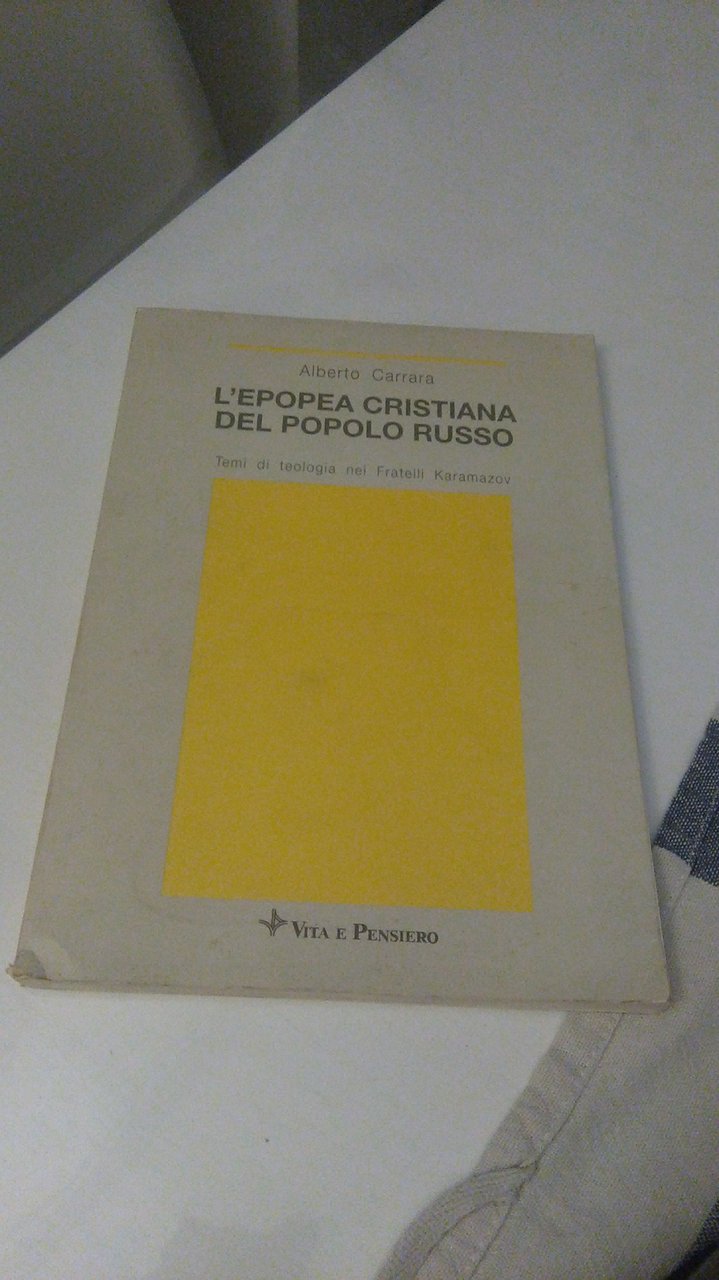 Alberto Carrara
L'EPOPEA CRISTIANA
DEL POPOLO RUSSO
Temi di teologia nei Fratelli Karamazov
VITA E PENSIERO